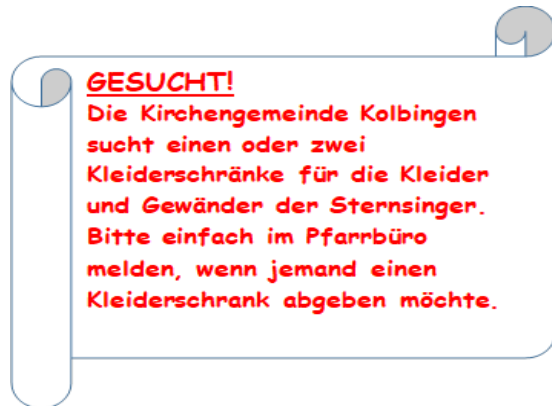 GESUCHT!
Die Kirchengemeinde Kolbingen
sucht einen oder zwei
Kleiderschränke für die Kleider
und Gewänder der Sternsinger.
Bitte einfach im Pfarrbüro
melden, wenn jemand einen
Kleiderschrank abgeben möchte.